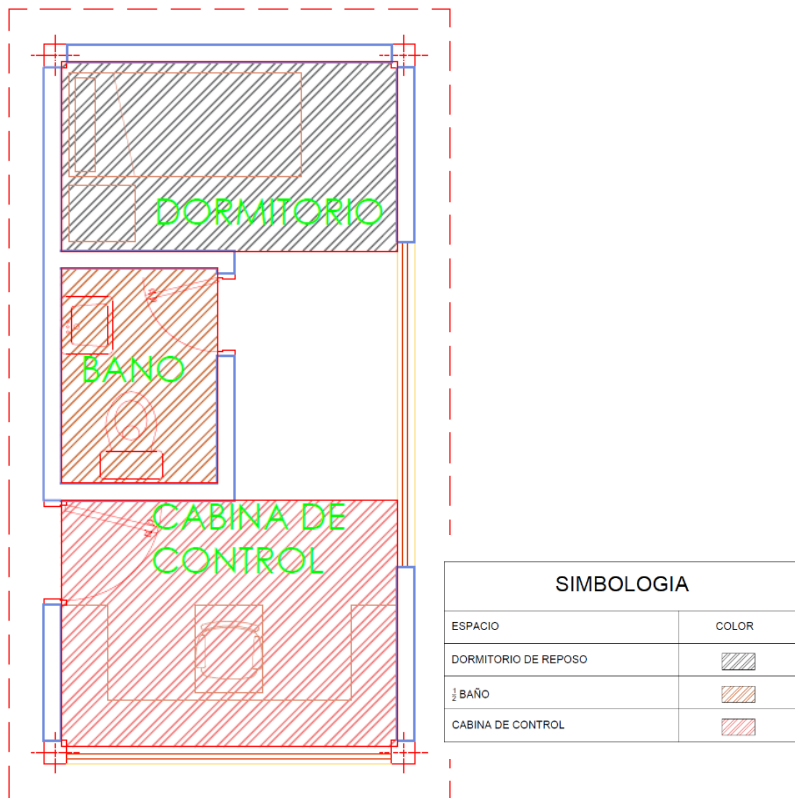 DORMITORIO
BANO
CABINA DE
CONTROL
SIMBOLOGIA
ESPACIO COLOR
DORMITORIO DE REPOSO
½ BAÑO
CABINA DE CONTROL